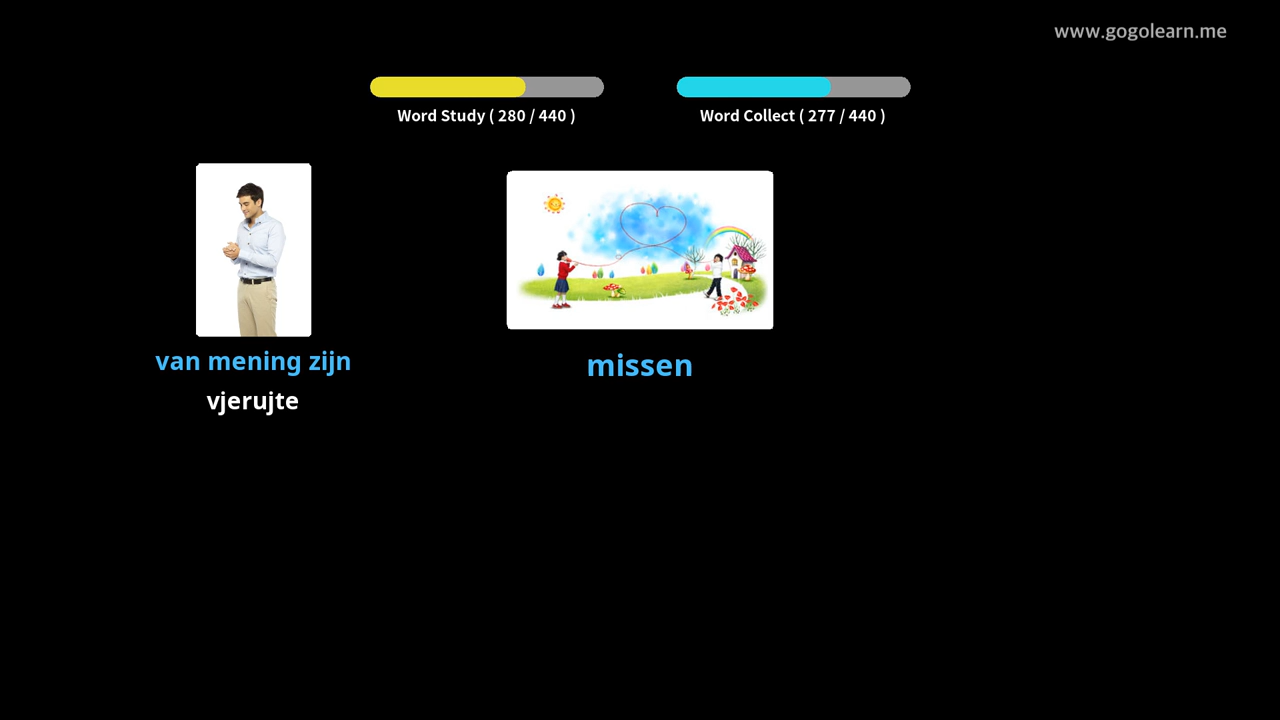 www.gogolearn.me
Word Study ( 280 / 440 )
Word Collect ( 277 / 440 )
van mening zijn
vjerujte
missen